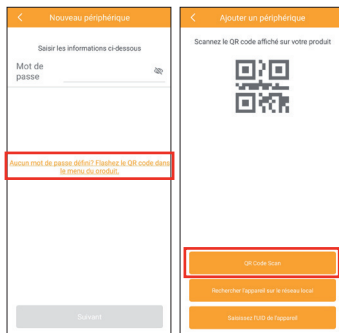 Nouveau périphérique
Saisir les informations ci-dessous
Mot de
passe
Aucun mot de passe défini? Flashez le QR code dans
le menu du produit.
Suivant
Ajouter un périphérique
Scannez le QR code affiché sur votre produit
QR Code Scan
Rechercher l'appareil sur le réseau local
Saisissez l'UID de l'appareil